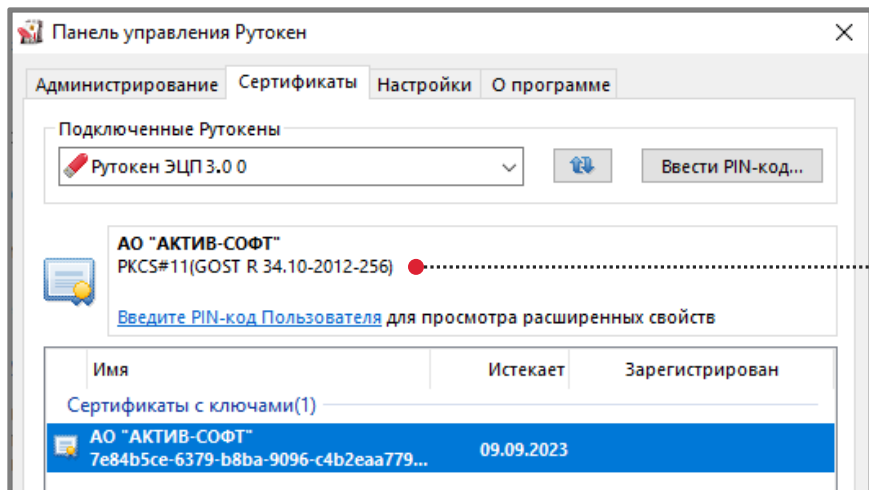 Панель управления Рутокен
Администрирование Сертификаты Настройки О программе
Подключенные Рутокены
Рутокен ЭЦП 3.0 0
Ввести PIN-код...
АО "АКТИВ-СОФТ"
PKCS#11(GOST R 34.10-2012-256)
Введите PIN-код Пользователя для просмотра расширенных свойств
Имя Истекает Зарегистрирован
Сертификаты с ключами(1)
АО "АКТИВ-СОФТ"
7e84b5ce-6379-b8ba-9096-c4b2eaa779... 09.09.2023